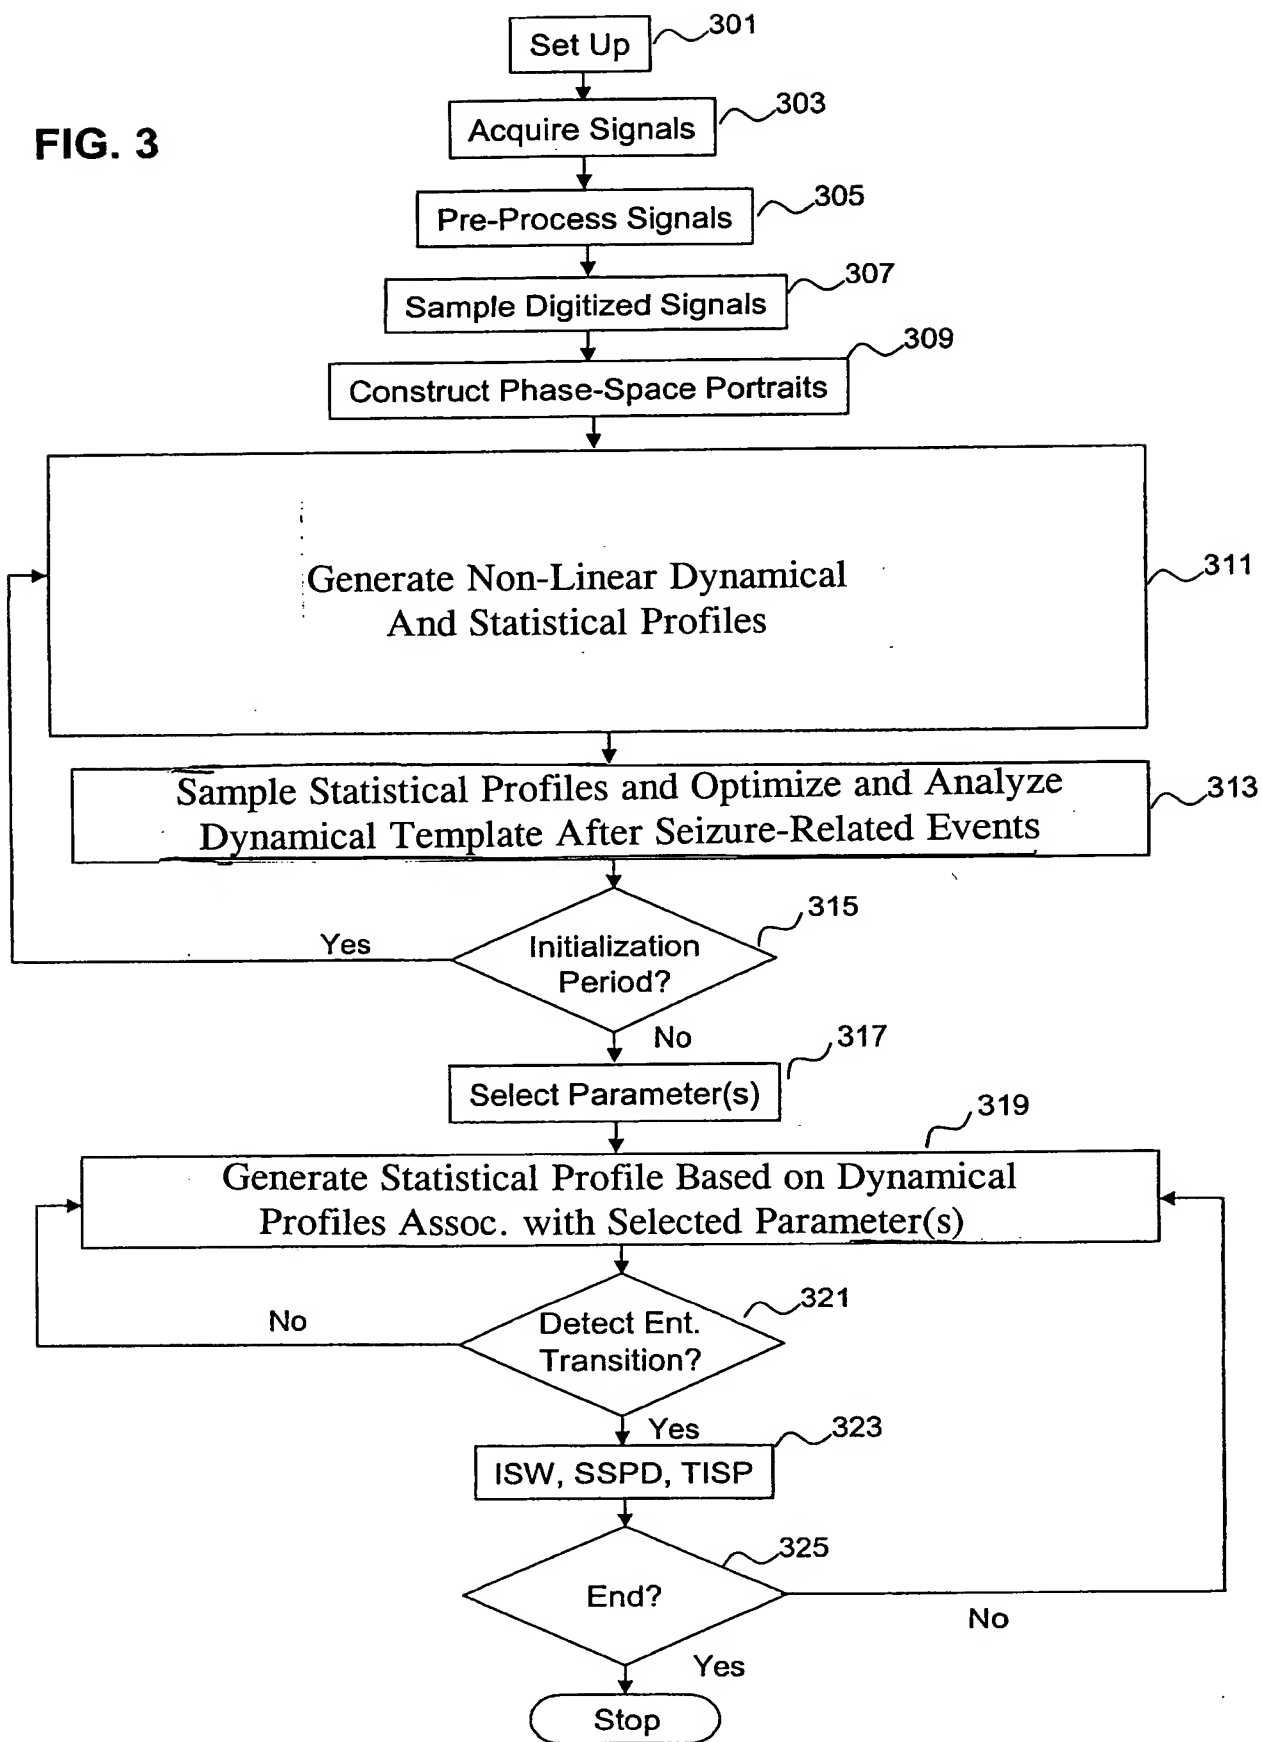 Set Up
301
FIG. 3
Acquire Signals
303
Pre-Process Signals
305
Sample Digitized Signals
307
Construct Phase-Space Portraits
309
Generate Non-Linear Dynamical
And Statistical Profiles
311
Sample Statistical Profiles and Optimize and Analyze
Dynamical Template After Seizure-Related Events
313
Initialization
Period?
315
Yes
No
Select Parameter(s)
317
Generate Statistical Profile Based on Dynamical
Profiles Assoc. with Selected Parameter(s)
319
Detect Ent.
Transition?
321
No
Yes
ISW, SSPD, TISP
323
End?
325
No
Yes
Stop